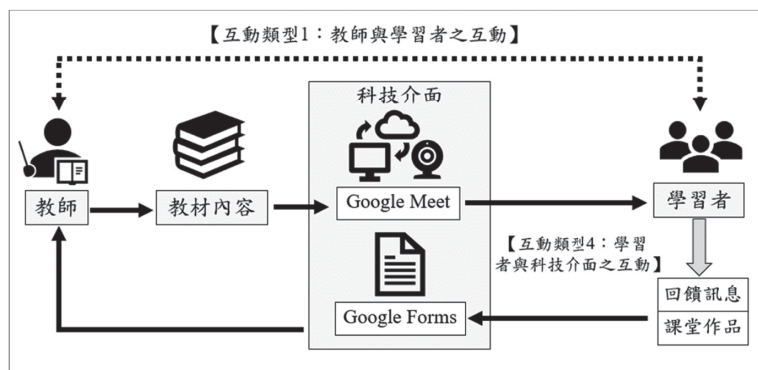 【互動類型1：教師與學習者之互動】
科技介面
教師
教材內容
Google Meet
學習者
【互動類型4：學習
者與科技介面之互動】
回饋訊息
Google Forms
課堂作品